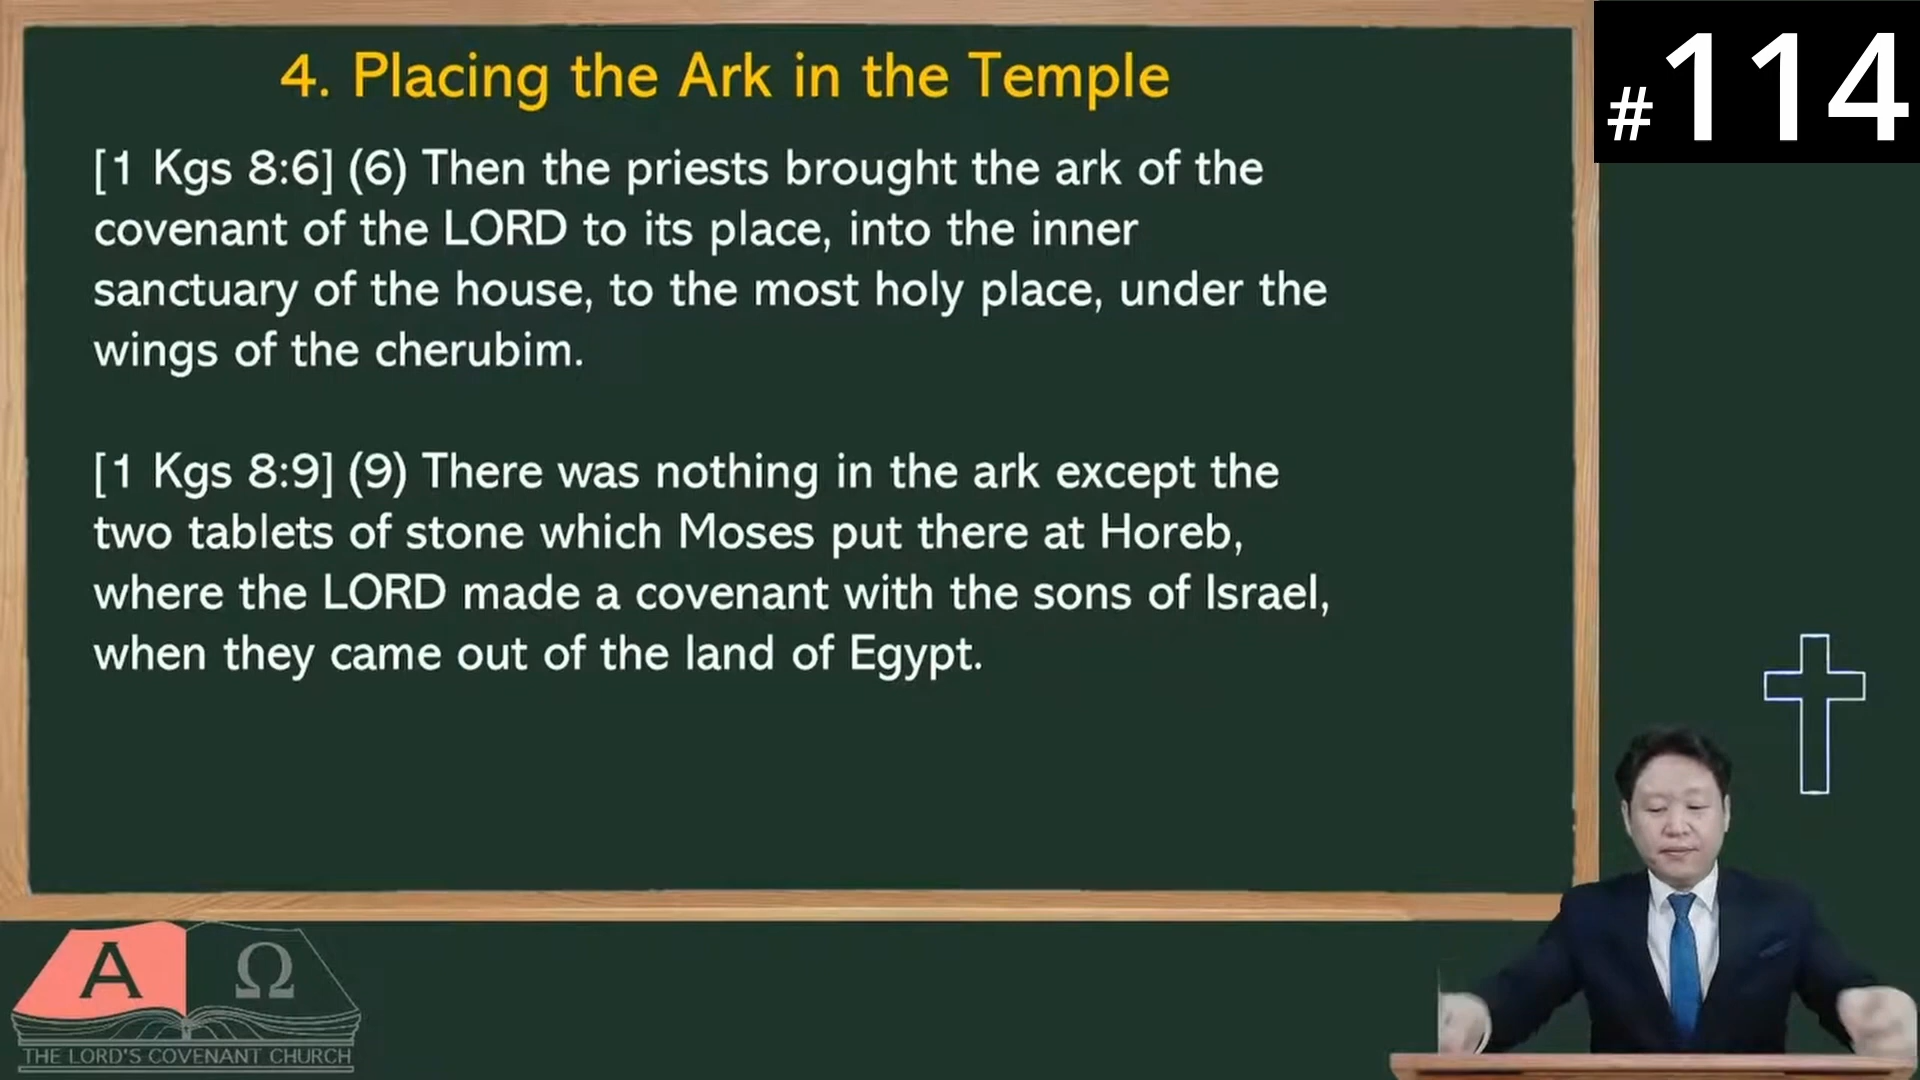 4. Placing the Ark in the Temple
#114
[1 Kgs 8:6] (6) Then the priests brought the ark of the
covenant of the LORD to its place, into the inner
sanctuary of the house, to the most holy place, under the
wings of the cherubim.
[1 Kgs 8:9] (9) There was nothing in the ark except the
two tablets of stone which Moses put there at Horeb,
where the LORD made a covenant with the sons of Israel,
when they came out of the land of Egypt.
A Ω
THE LORD'S COVENANT CHURCH